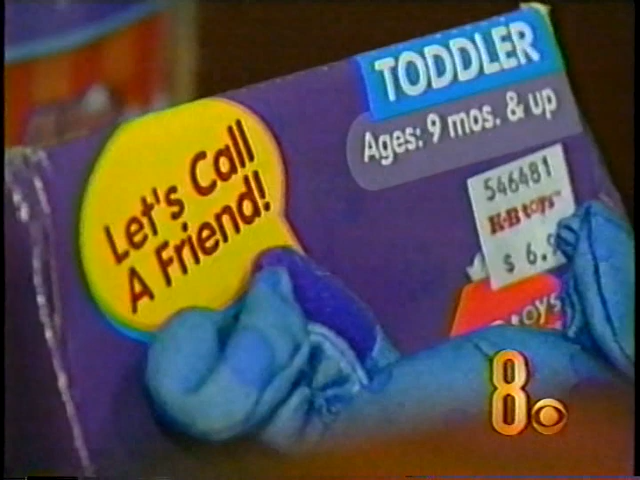 TODDLER
Ages: 9 mos. & up
Let's Call
A Friend!
546481
K·B toys
$ 6.9
toys
8